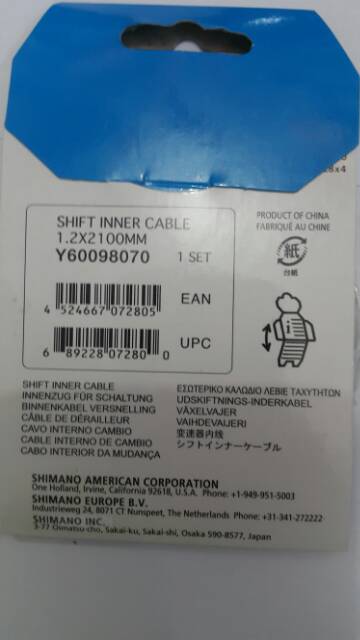 8x4
SHIFT INNER CABLE
1.2X2100MM
Y60098070 1 SET
PRODUCT OF CHINA
FABRIQUÉ AU CHINE
紙
台紙
4 524667 072805 EAN
6 89228 07280 0 UPC
SHIFT INNER CABLE
INNENZUG FÜR SCHALTUNG
BINNENKABEL VERSNELLING
CÂBLE DE DÉRAILLEUR
CAVO INTERNO CAMBIO
CABLE INTERNO DE CAMBIO
CABO INTERIOR DA MUDANÇA
ΕΣΩΤΕΡΙΚΟ ΚΑΛΩΔΙΟ ΛΕΒΙΕ ΤΑΧΥΤΗΤΩΝ
UDSKIFTNINGS-INDERKABEL
VÄXELVAJER
VAIHDEVAIJERI
変速器内线
シフトインナーケーブル
SHIMANO AMERICAN CORPORATION
One Holland, Irvine, California 92618, U.S.A. Phone: +1-949-951-5003
SHIMANO EUROPE B.V.
Industrieweg 24, 8071 CT Nunspeet, The Netherlands Phone: +31-341-272222
SHIMANO INC.
3-77 Oimatsu-cho, Sakai-ku, Sakai-shi, Osaka 590-8577, Japan